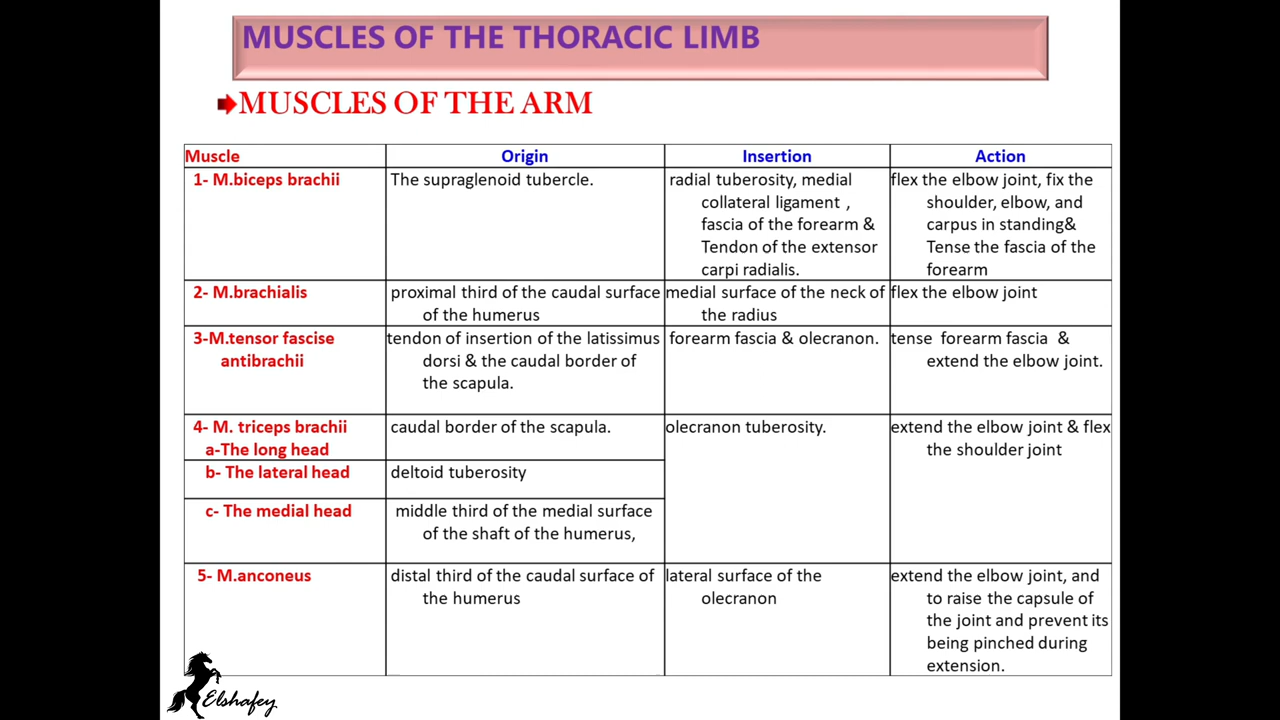 MUSCLES OF THE THORACIC LIMB
MUSCLES OF THE ARM
Muscle Origin Insertion Action
1- M.biceps brachii
The supraglenoid tubercle.
radial tuberosity, medial
collateral ligament ,
fascia of the forearm &
Tendon of the extensor
carpi radialis.
flex the elbow joint, fix the
shoulder, elbow, and
carpus in standing&
Tense the fascia of the
forearm
2- M.brachialis
proximal third of the caudal surface
of the humerus
medial surface of the neck of
the radius
flex the elbow joint
3-M.tensor fascise
antibrachii
tendon of insertion of the latissimus
dorsi & the caudal border of
the scapula.
forearm fascia & olecranon.
tense forearm fascia &
extend the elbow joint.
4- M. triceps brachii
a-The long head
caudal border of the scapula.
olecranon tuberosity.
extend the elbow joint & flex
the shoulder joint
b- The lateral head
deltoid tuberosity
c- The medial head
middle third of the medial surface
of the shaft of the humerus,
5- M.anconeus
distal third of the caudal surface of
the humerus
lateral surface of the
olecranon
extend the elbow joint, and
to raise the capsule of
the joint and prevent its
being pinched during
extension.
Elshafey